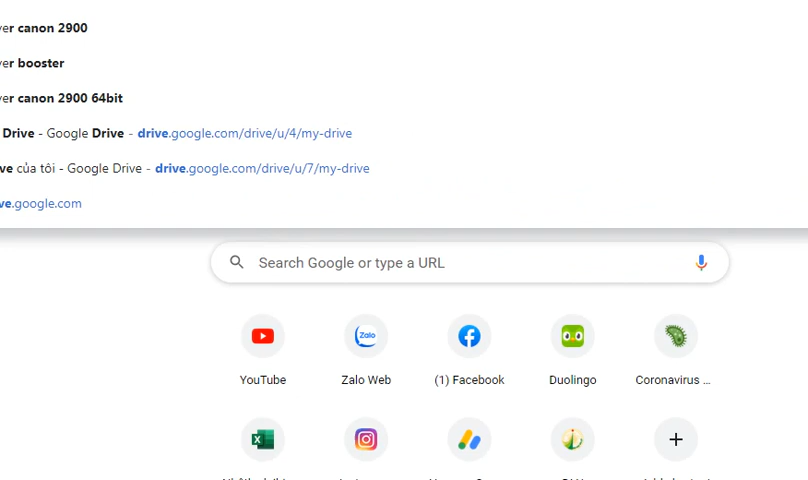 ver canon 2900
ver booster
ver canon 2900 64bit
Drive - Google Drive - drive.google.com/drive/u/4/my-drive
ve của tôi - Google Drive - drive.google.com/drive/u/7/my-drive
ve.google.com
Search Google or type a URL
YouTube
Zalo Web
(1) Facebook
Duolingo
Coronavirus ...
Zalo